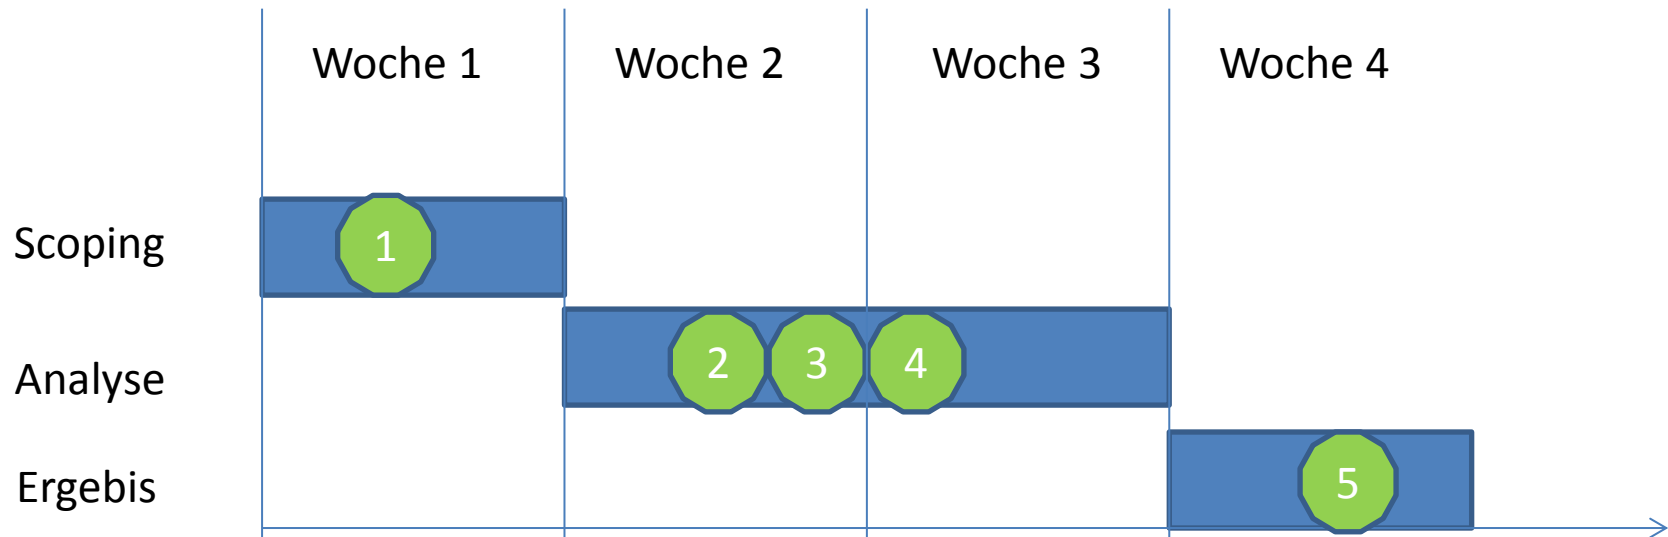 Woche 1 Woche 2 Woche 3 Woche 4
Scoping 1
Analyse 2 3 4
Ergebis 5